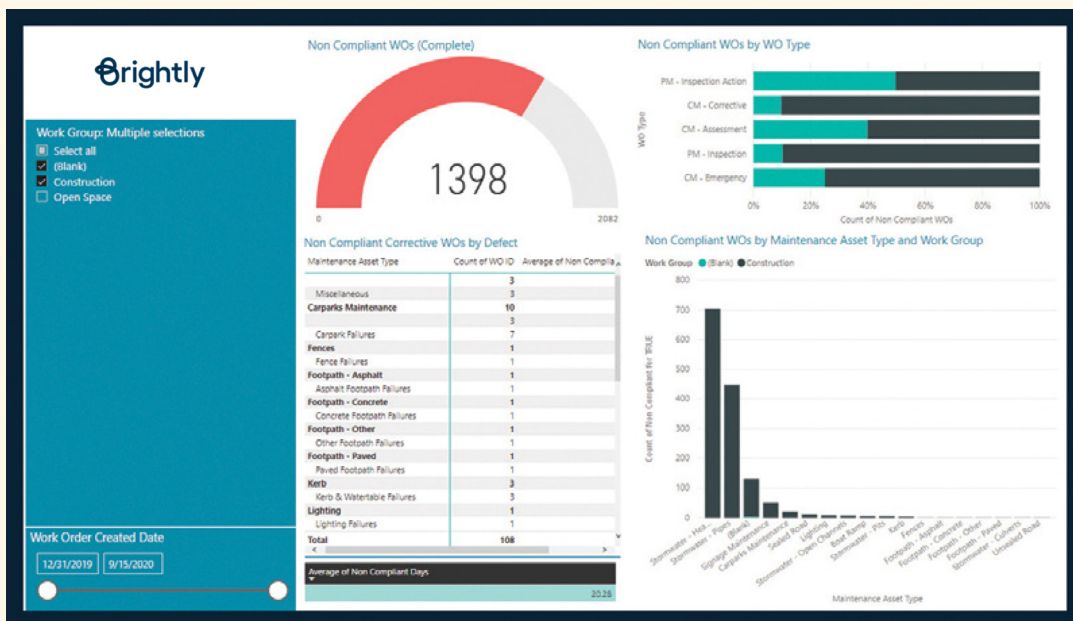 Brightly
Work Group: Multiple selections
Select all
(Blank)
Construction
Open Space
Work Order Created Date
12/31/2019 9/15/2020
Non Compliant WOs (Complete)
1398
0 2082
Non Compliant Corrective WOs by Defect
Maintenance Asset Type Count of WO ID Average of Non Complia
3
Miscellaneous 3
Carparks Maintenance 10
3
Carpark Failures 7
Fences 1
Fence Failures 1
Footpath - Asphalt 1
Asphalt Footpath Failures 1
Footpath - Concrete 1
Concrete Footpath Failures 1
Footpath - Other 1
Other Footpath Failures 1
Footpath - Paved 1
Paved Footpath Failures 1
Kerb 3
Kerb & Watertable Failures 3
Lighting 1
Lighting Failures 1
Total 108
Average of Non Compliant Days
20.28
Non Compliant WOs by WO Type
WO Type
PM - Inspection Action
CM - Corrective
CM - Assessment
PM - Inspection
CM - Emergency
0% 20% 40% 60% 80% 100%
Count of Non Compliant WOs
Non Compliant WOs by Maintenance Asset Type and Work Group
Work Group (Blank) Construction
Count of Non Compliant for TRUE
800
700
600
500
400
300
200
100
0
Stormwater - Hea...
Stormwater - Pipes
(Blank)
Signage Maintenance
Carparks Maintenance
Sealed Road
Lighting
Stormwater - Open Channels
Boat Ramp
Stormwater - Pits
Kerb
Fences
Footpath - Asphalt
Footpath - Concrete
Footpath - Other
Footpath - Paved
Stormwater - Culverts
Unsealed Road
Maintenance Asset Type